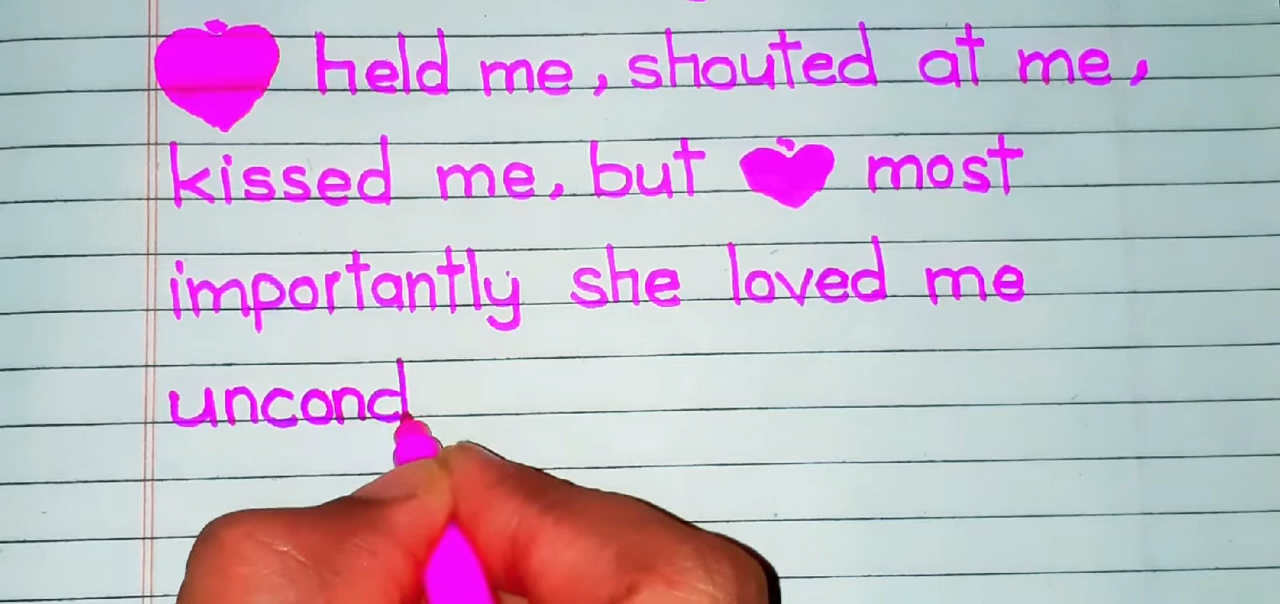 held me, shouted at me,
kissed me, but most
importantly she loved me
uncond